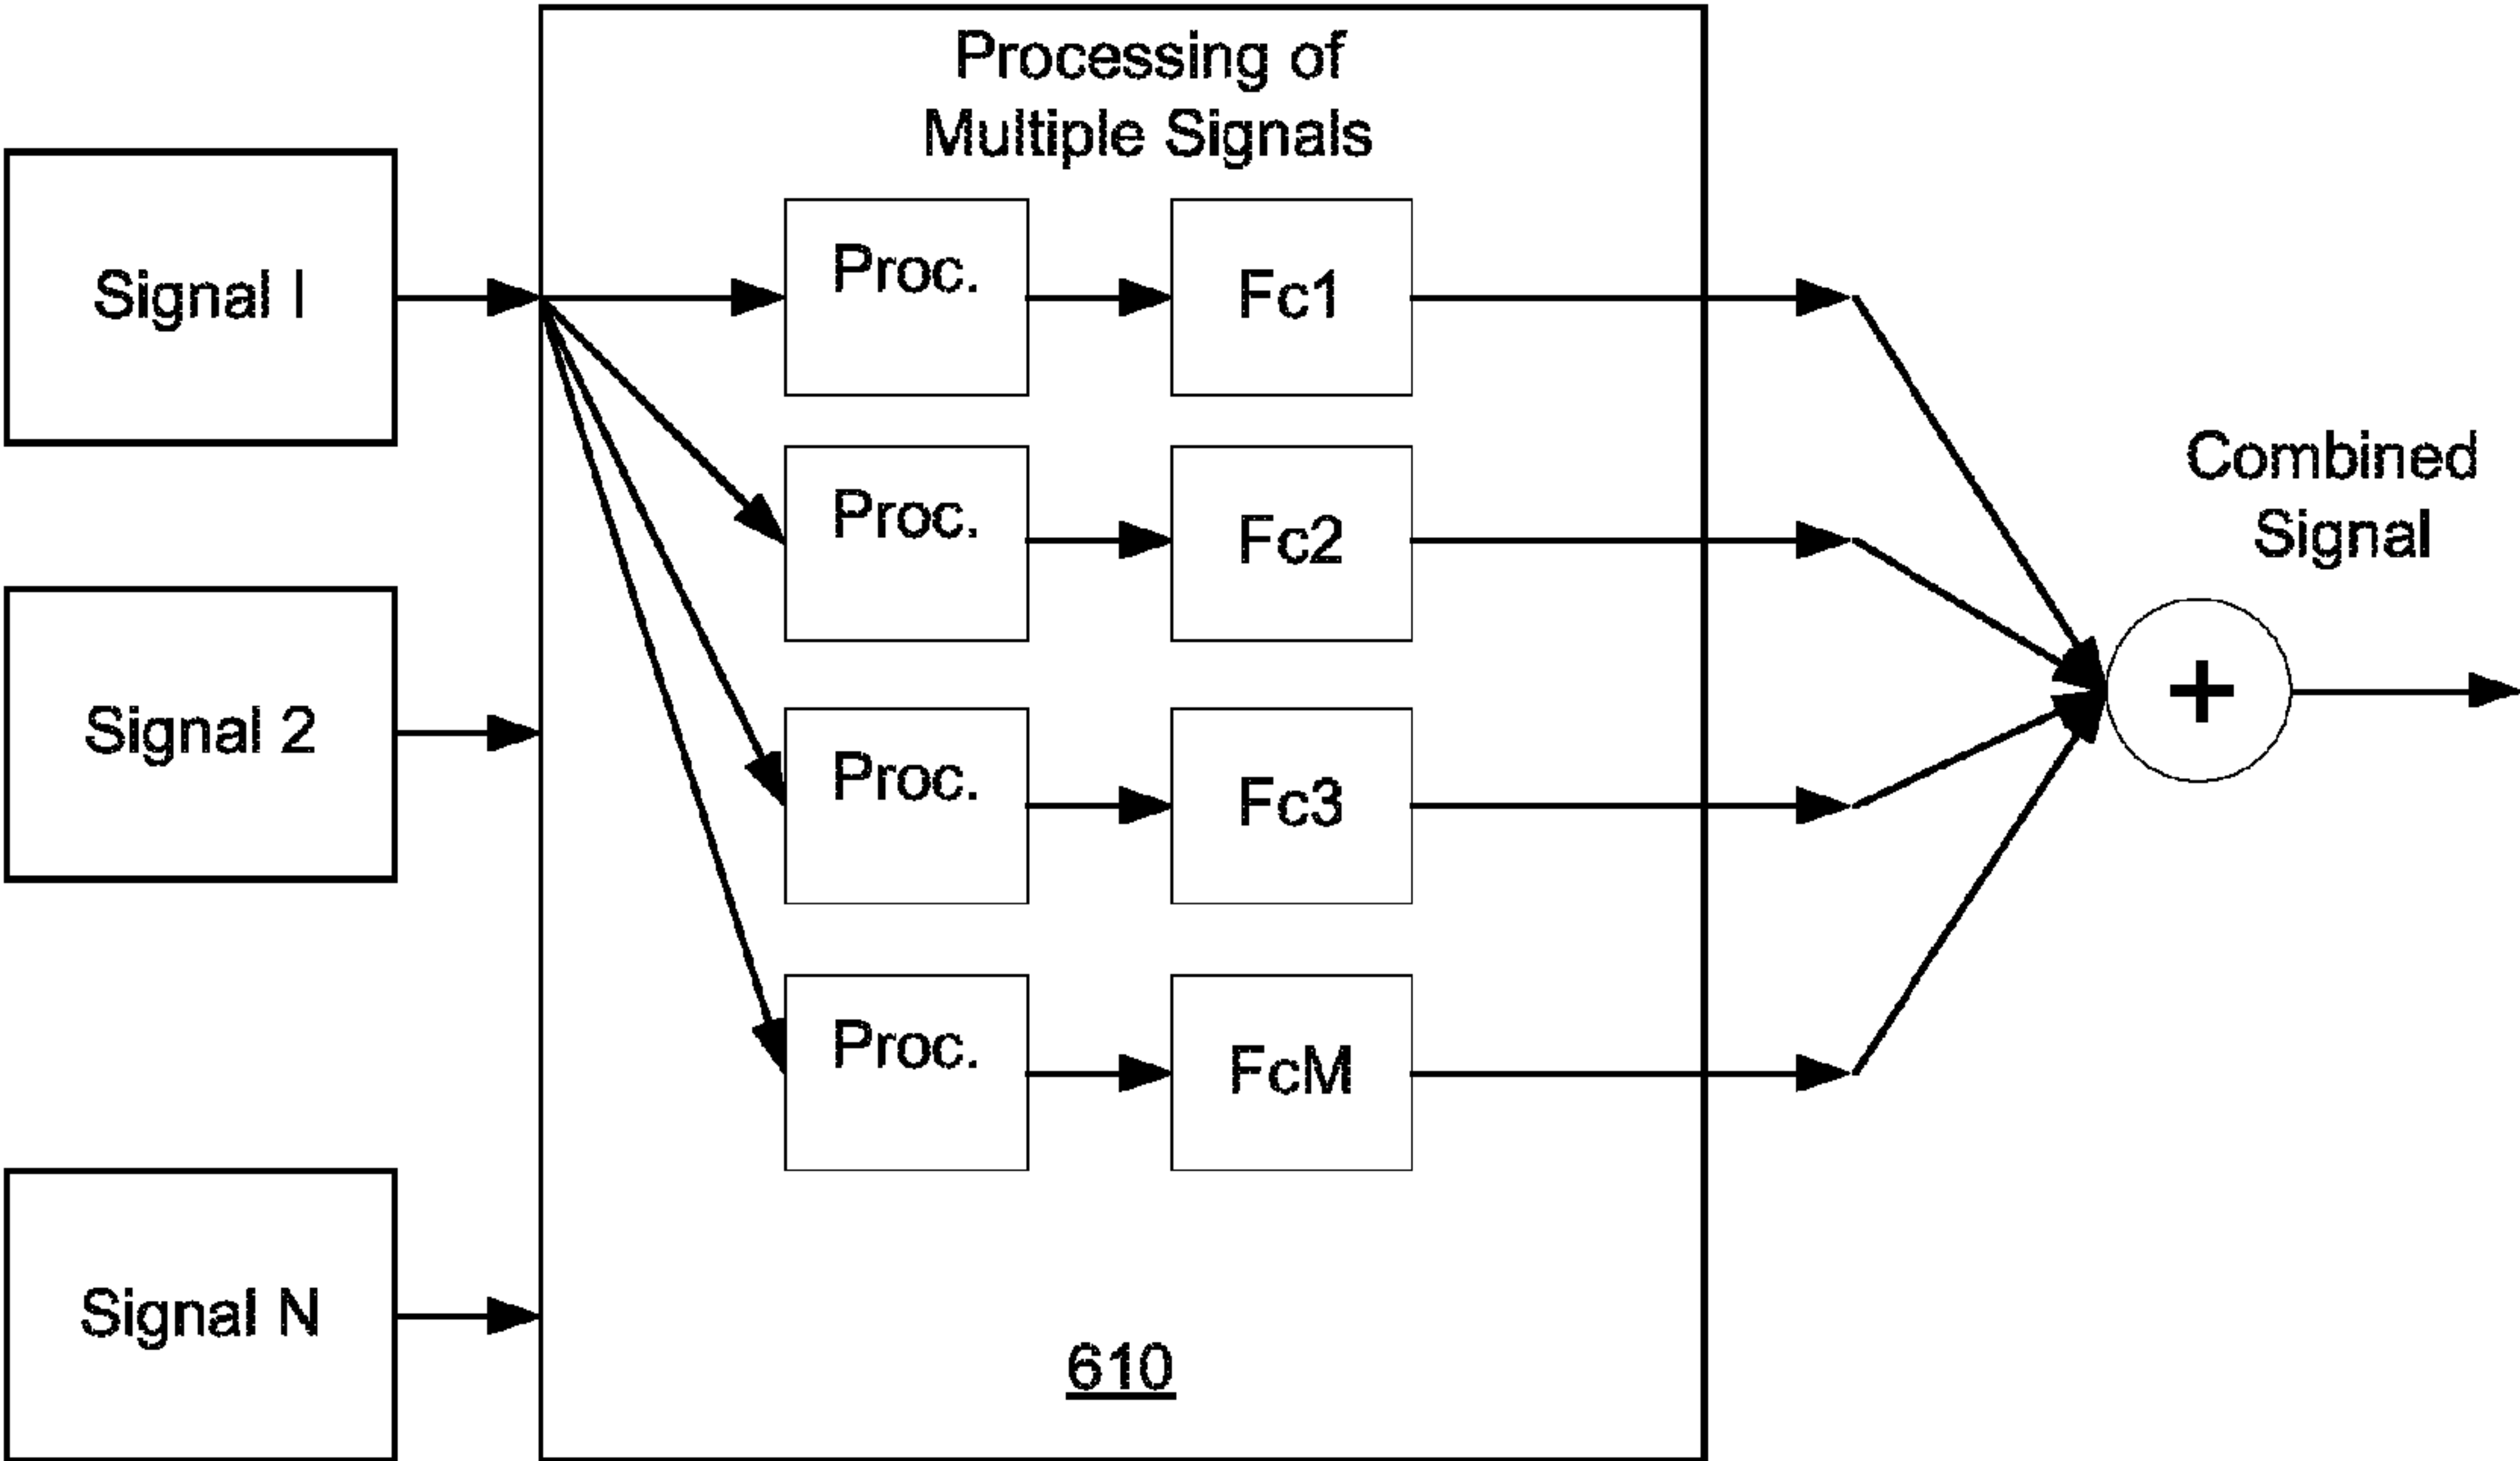 Processing of
Multiple Signals
Signal I
Proc.
Fc1
Proc.
Fc2
Combined
Signal
Signal 2
Proc.
Fc3
+
Proc.
FcM
Signal N
610